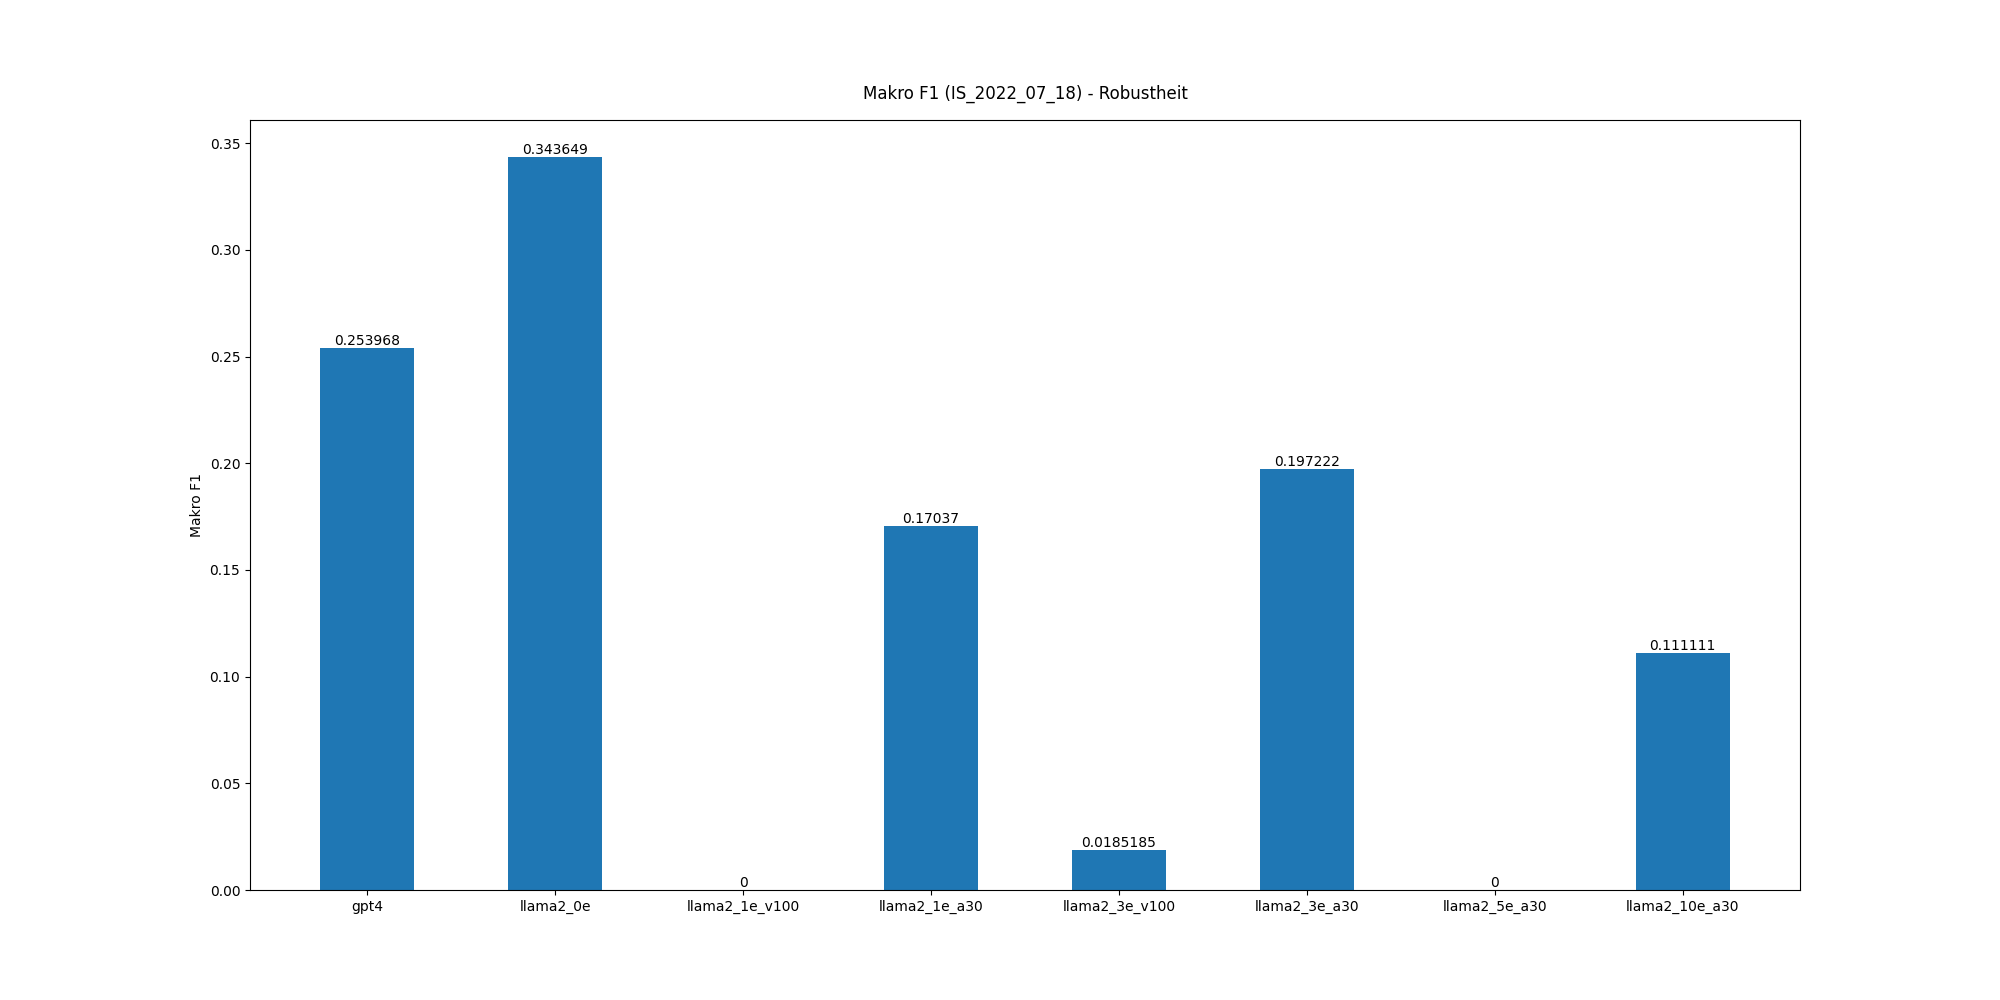 Makro F1 (IS_2022_07_18) - Robustheit
Makro F1
0.35
0.30
0.25
0.20
0.15
0.10
0.05
0.00
0.253968
0.343649
0
0.17037
0.0185185
0.197222
0
0.111111
gpt4
llama2_0e
llama2_1e_v100
llama2_1e_a30
llama2_3e_v100
llama2_3e_a30
llama2_5e_a30
llama2_10e_a30